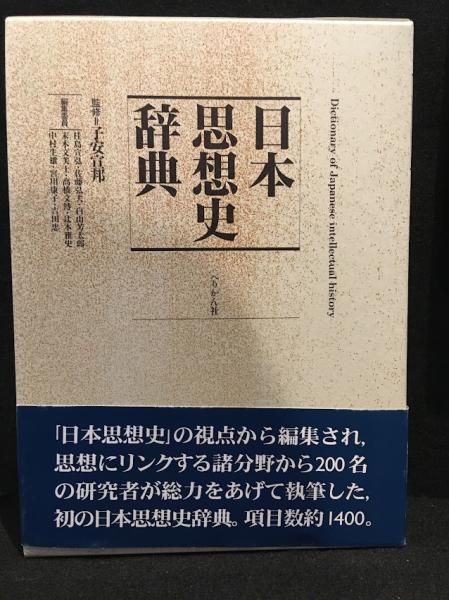 Dictionary of Japanese intellectual history
日本
思想史
辞典
監修=子安宣邦
編集委員
桂島宣弘・佐藤弘夫・白山芳太郎
末木文美士・高橋文博・辻本雅史
中村生雄・宮川康子・吉田忠
ぺりかん社
「日本思想史」の視点から編集され,
思想にリンクする諸分野から200名
の研究者が総力をあげて執筆した,
初の日本思想史辞典。項目数約1400。